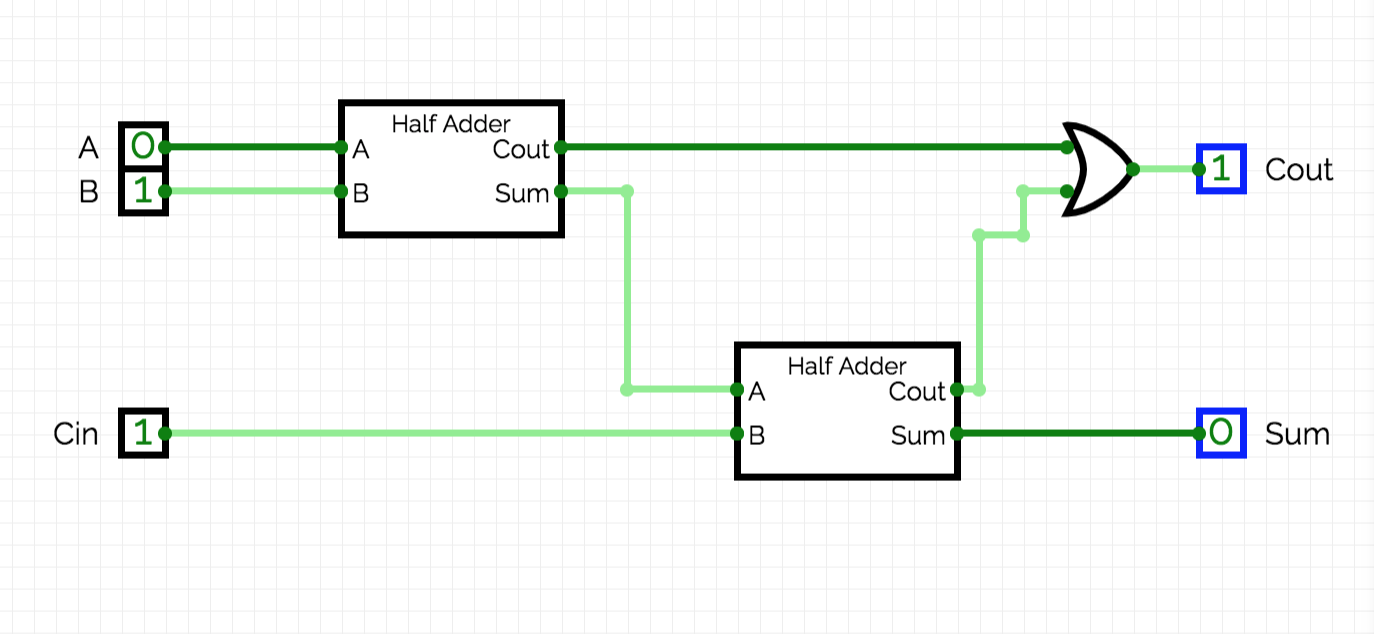 Half Adder
A 0 A Cout 1 Cout
B 1 B Sum
Half Adder
A Cout
Cin 1 B Sum 0 Sum